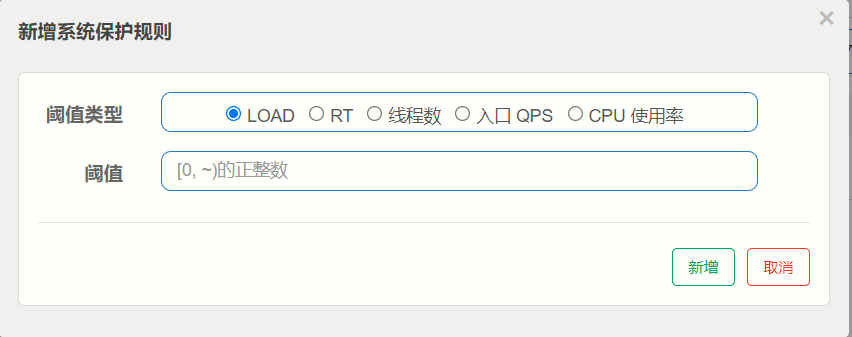 新增系统保护规则
×
阈值类型 LOAD RT 线程数 入口 QPS CPU 使用率
阈值 [0, ~)的正整数
新增 取消